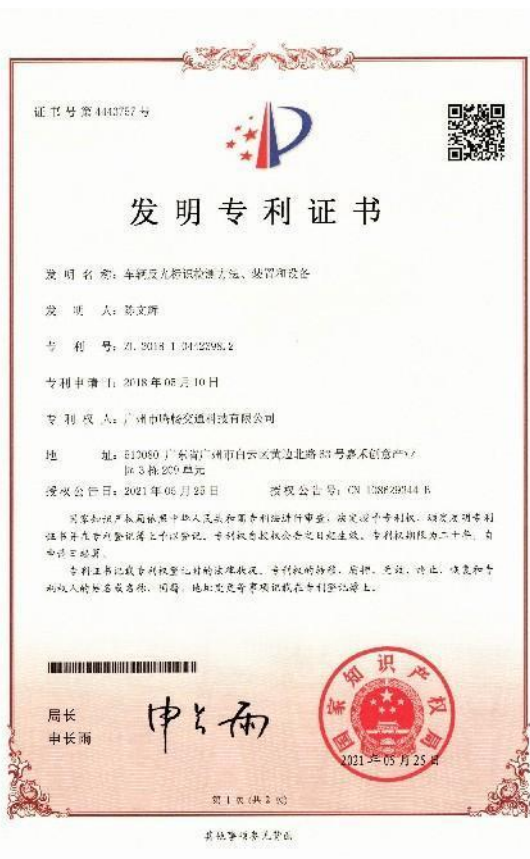 证书号第4443757号
发明专利证书
发 明 名 称：车辆反光标识检测方法、装置和设备
发 明 人：陈文辉
专 利 号：ZL 2018 1 0442298.2
专利申请日：2018年05月10日
专 利 权 人：广州市 交通科技有限公司
地 址：510080 广东省广州市白云区黄边北路63号嘉禾创意产业
园3栋209单元
授权公告日：2021年05月25日 授权公告号：CN 108629344 B
国家知识产权局依照中华人民共和国专利法进行审查，决定授予专利权，颁发发明专利
证书并在专利登记簿上予以登记。专利权自授权公告之日起生效。专利权期限为二十年，自
申请日起算。
专利证书记载专利权登记时的法律状况。专利权的转移、质押、无效、终止、恢复和专
利权人的姓名或名称、国籍、地址变更等事项记载在专利登记簿上。
局长
申长雨
申长雨
国家知识产权局
2021年05月25日
第1页(共2页)
其他事项参见背面